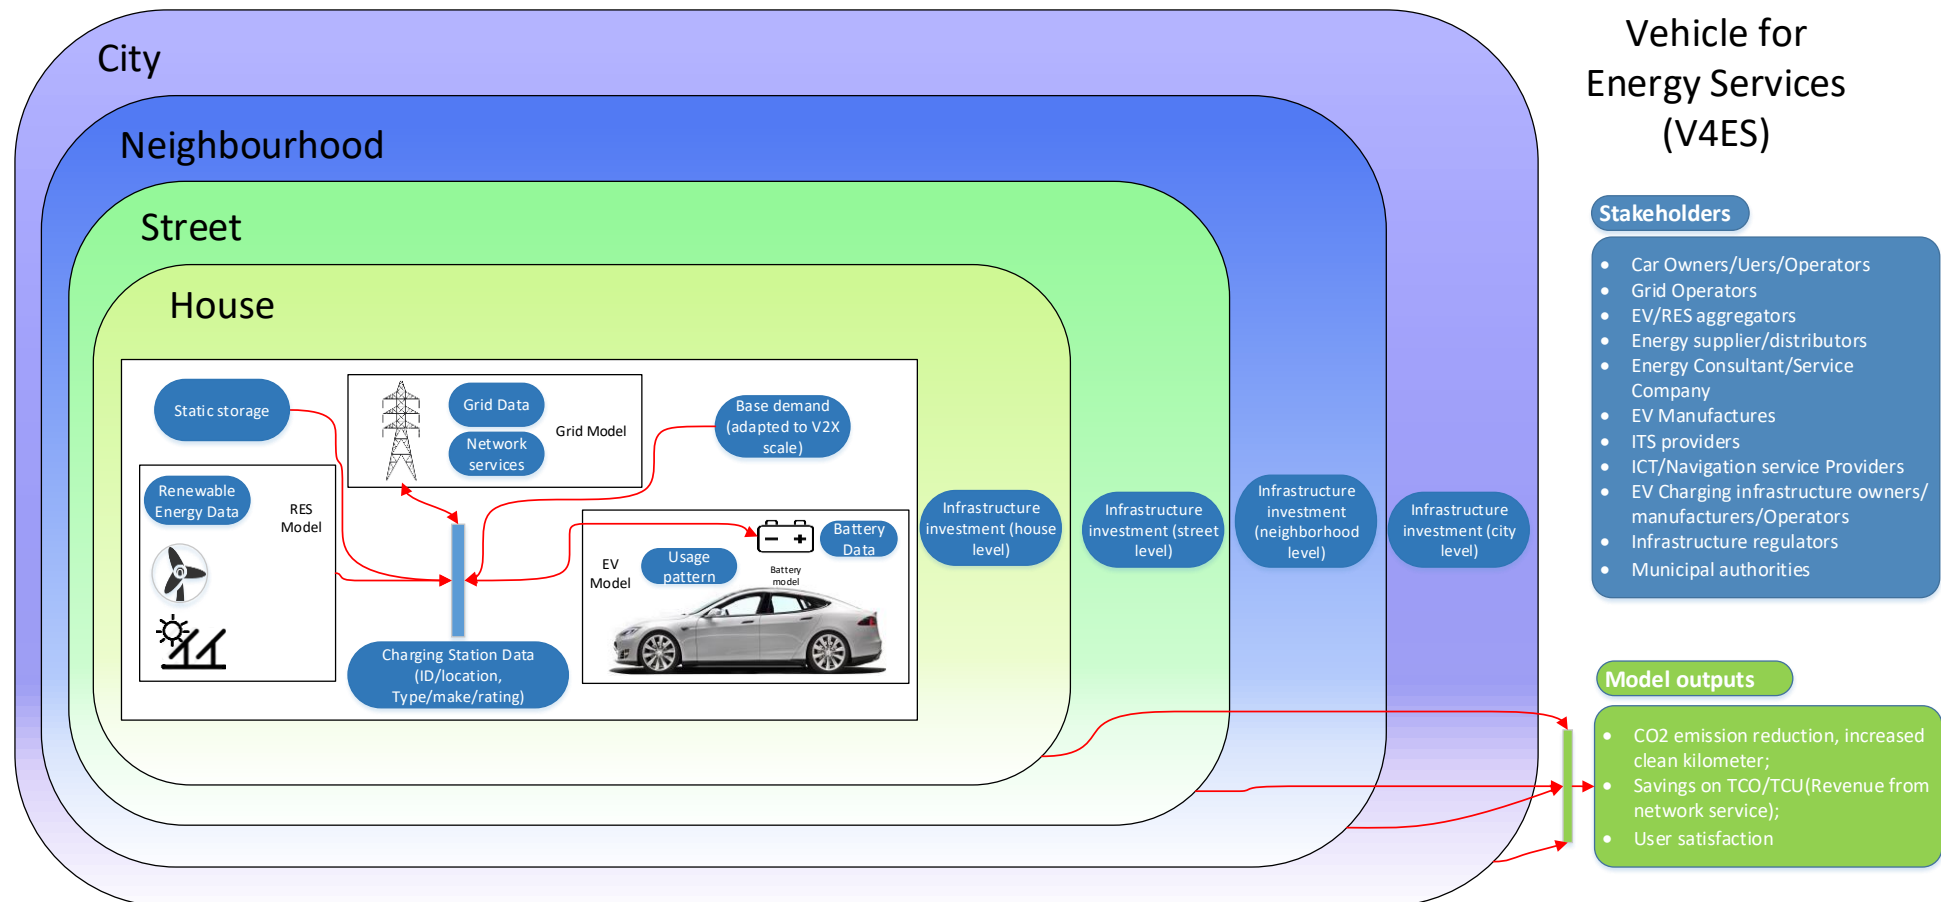 City
Neighbourhood
Street
House
Vehicle for
Energy Services
(V4ES)
Static storage
Grid Data
Network
services
Grid Model
Base demand
(adapted to V2X
scale)
Renewable
Energy Data
RES
Model
EV
Model
Usage
pattern
Battery
Data
Battery
model
Charging Station Data
(ID/location,
Type/make/rating)
Infrastructure
investment (house
level)
Infrastructure
investment (street
level)
Infrastructure
investment
(neighborhood
level)
Infrastructure
investment (city
level)
Stakeholders
• Car Owners/Uers/Operators
• Grid Operators
• EV/RES aggregators
• Energy supplier/distributors
• Energy Consultant/Service
Company
• EV Manufactures
• ITS providers
• ICT/Navigation service Providers
• EV Charging infrastructure owners/
manufacturers/Operators
• Infrastructure regulators
• Municipal authorities
Model outputs
• CO2 emission reduction, increased
clean kilometer;
• Savings on TCO/TCU(Revenue from
network service);
• User satisfaction